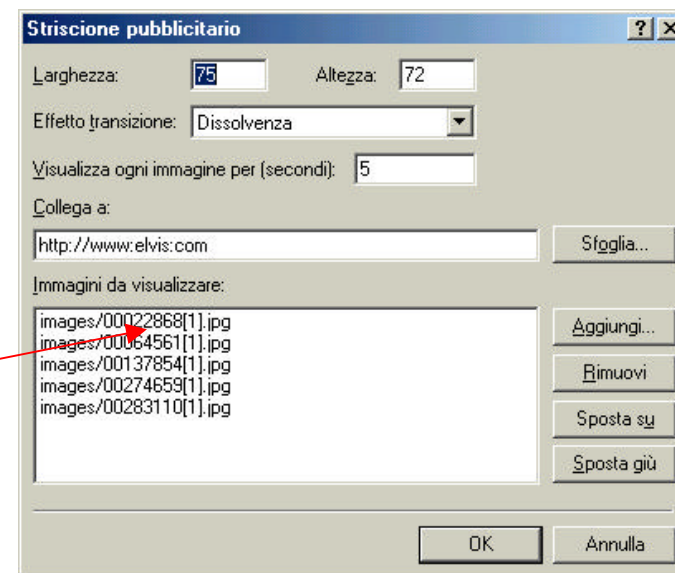 Striscione pubblicitario
Larghezza: 75 Altezza: 72
Effetto transizione: Dissolvenza
Visualizza ogni immagine per (secondi): 5
Collega a:
http://www:elvis:com Sfoglia...
Immagini da visualizzare:
images/00022868[1].jpg
images/00064561[1].jpg
images/00137854[1].jpg
images/00274659[1].jpg
images/00283110[1].jpg
Aggiungi...
Rimuovi
Sposta su
Sposta giù
OK Annulla